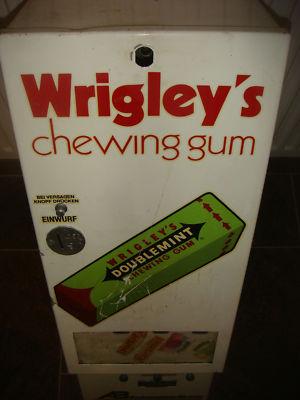 Wrigley's
chewing gum
BEI VERSAGEN
KNOPF DRÜCKEN
EINWURF
WRIGLEY'S
DOUBLEMINT
CHEWING GUM